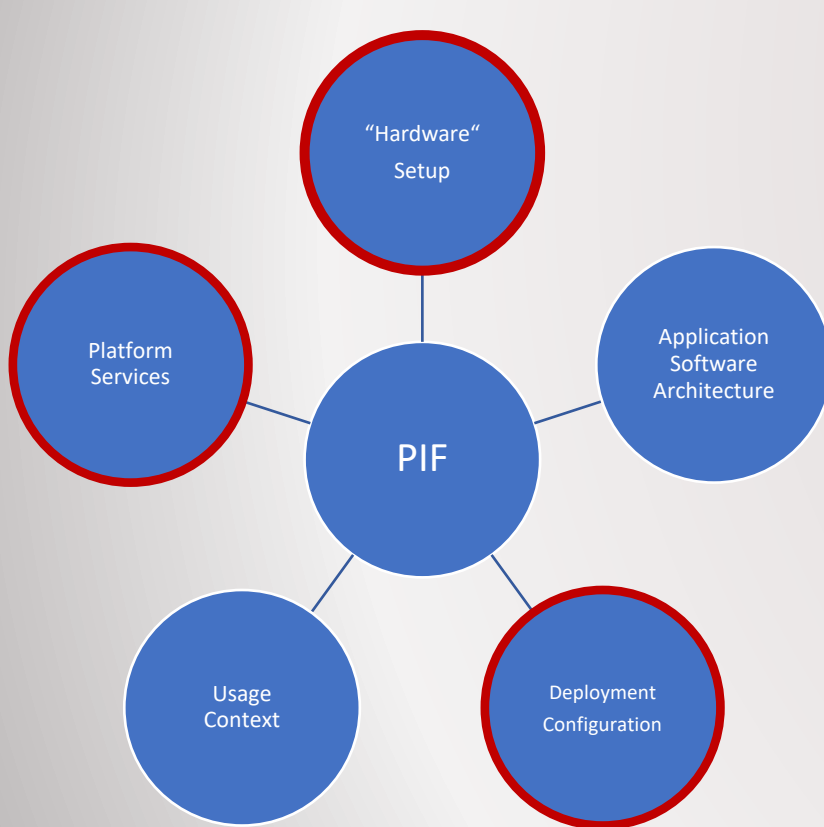 “Hardware“
Setup
Platform
Services
Application
Software
Architecture
PIF
Usage
Context
Deployment
Configuration